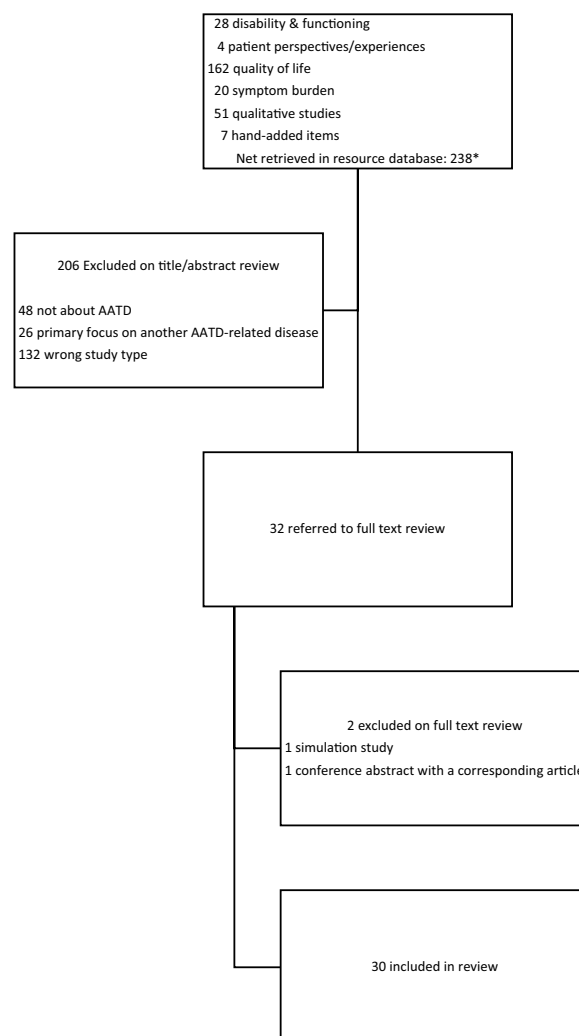 28 disability & functioning
4 patient perspectives/experiences
162 quality of life
20 symptom burden
51 qualitative studies
7 hand-added items
Net retrieved in resource database: 238*
206 Excluded on title/abstract review
48 not about AATD
26 primary focus on another AATD-related disease
132 wrong study type
32 referred to full text review
2 excluded on full text review
1 simulation study
1 conference abstract with a corresponding article
30 included in review